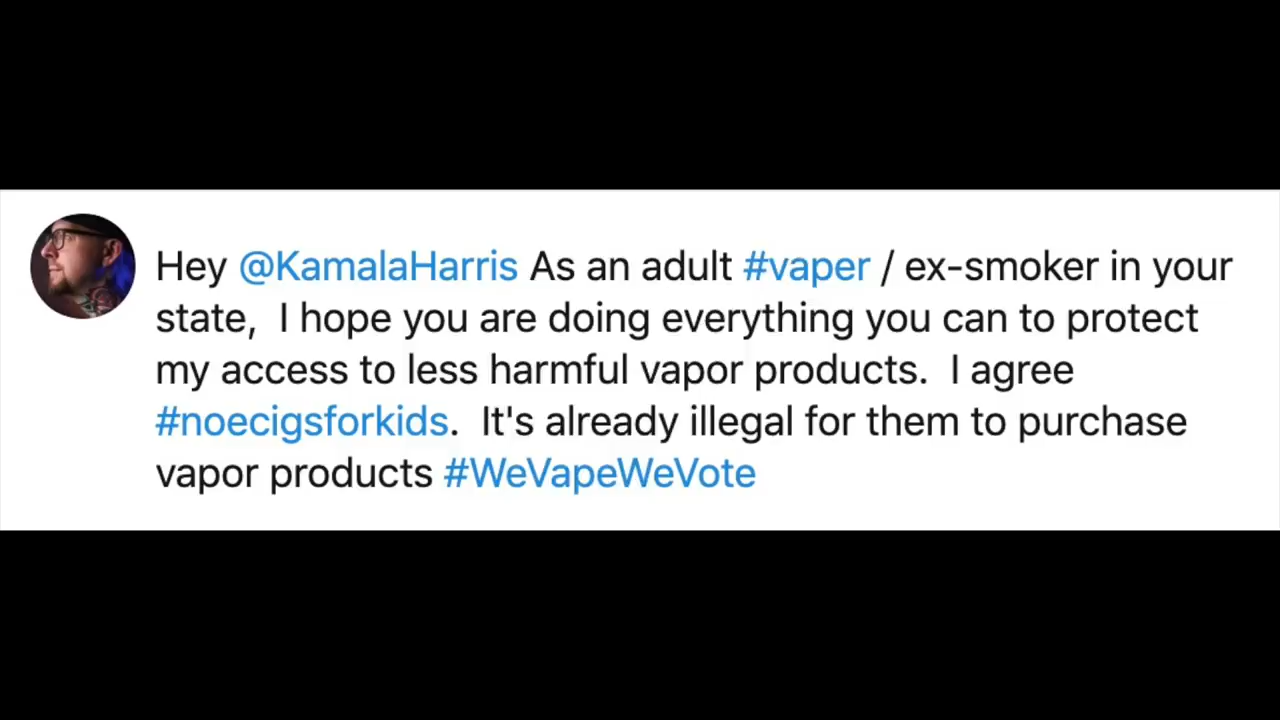 Hey @KamalaHarris As an adult #vaper / ex-smoker in your
state,  I hope you are doing everything you can to protect
my access to less harmful vapor products.  I agree
#noecigsforkids.  It's already illegal for them to purchase
vapor products #WeVapeWeVote